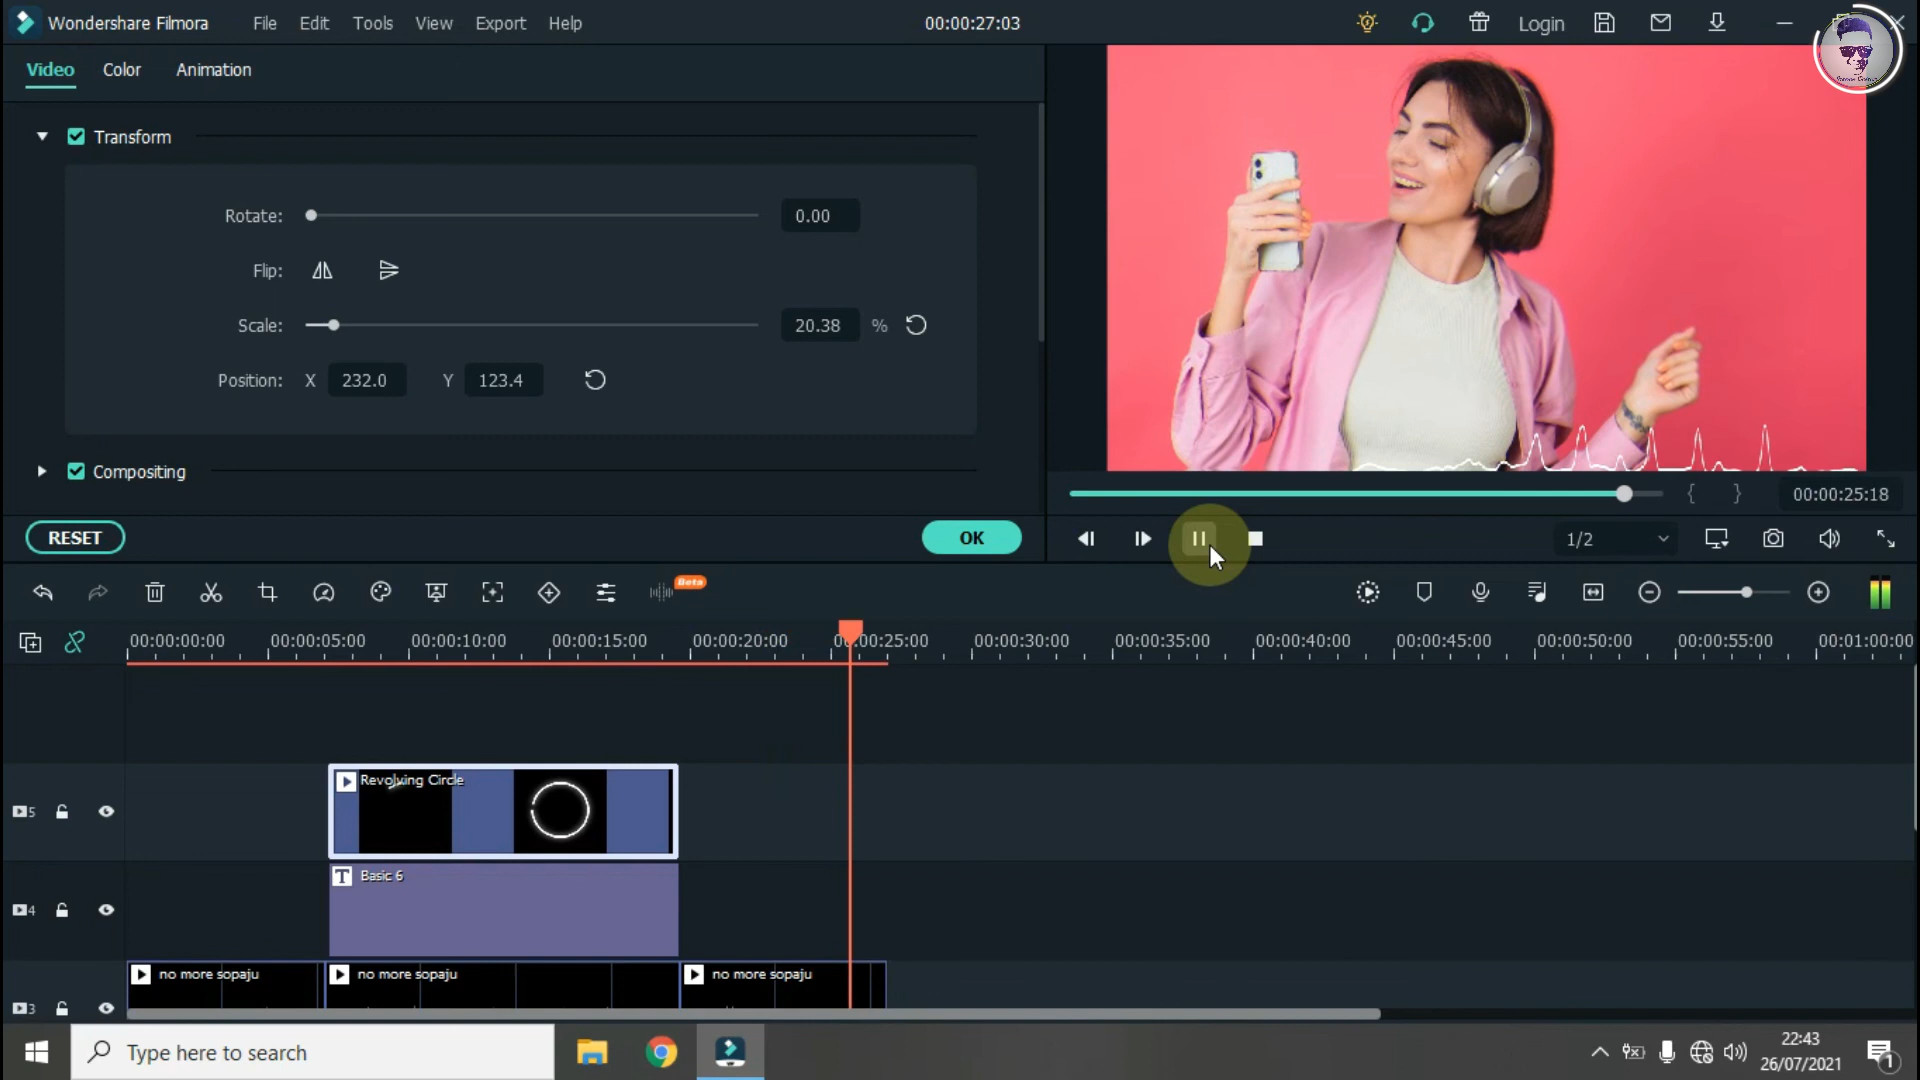 Wondershare Filmora File Edit Tools View Export Help 00:00:27:03 Login
Video Color Animation
Transform
Rotate: 0.00
Flip:
Scale: 20.38 %
Position: X 232.0 Y 123.4
Compositing
00:00:25:18
RESET OK 1/2
Beta
00:00:00:00 00:00:05:00 00:00:10:00 00:00:15:00 00:00:20:00 00:00:25:00 00:00:30:00 00:00:35:00 00:00:40:00 00:00:45:00 00:00:50:00 00:00:55:00 00:01:00:00
Revolving Circle
5
Basic 6
4
no more sopaju no more sopaju no more sopaju
3
Type here to search
22:43
26/07/2021
1